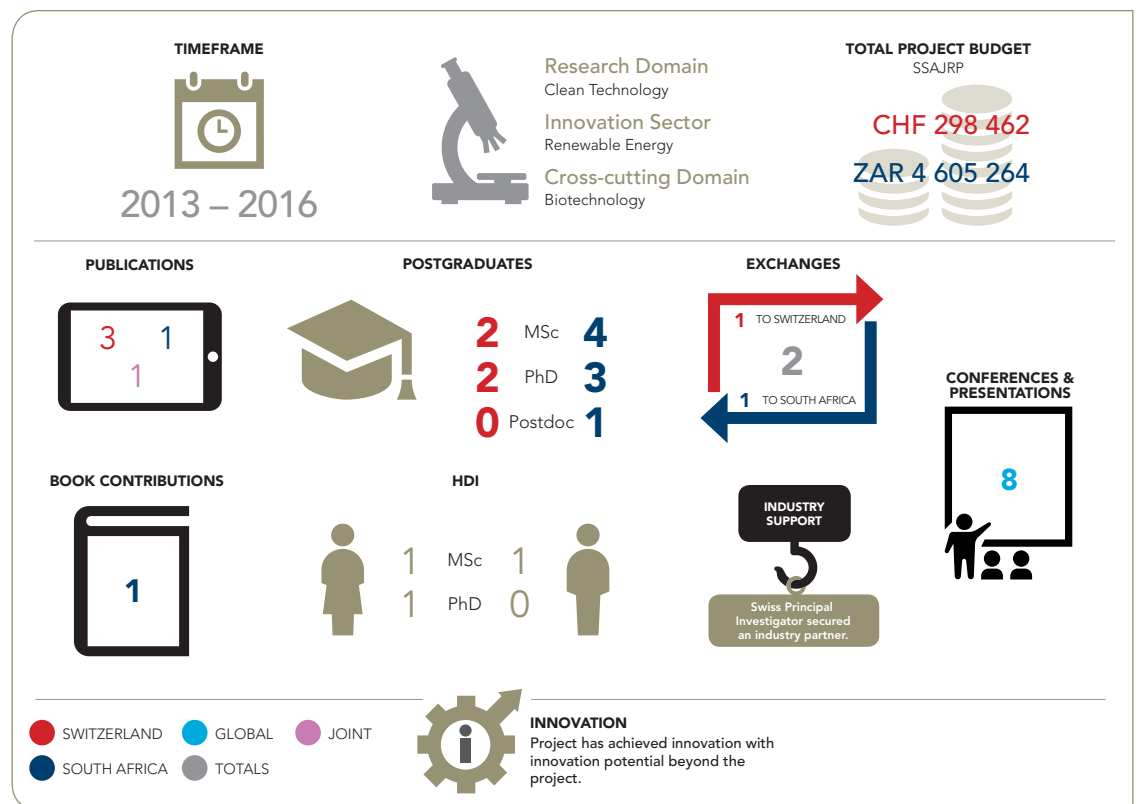 TIMEFRAME
2013 – 2016
Research Domain
Clean Technology
Innovation Sector
Renewable Energy
Cross-cutting Domain
Biotechnology
TOTAL PROJECT BUDGET
SSAJRP
CHF 298 462
ZAR 4 605 264
PUBLICATIONS
3 1
1
POSTGRADUATES
2 MSc 4
2 PhD 3
0 Postdoc 1
EXCHANGES
1 TO SWITZERLAND
2
1 TO SOUTH AFRICA
CONFERENCES &
PRESENTATIONS
8
BOOK CONTRIBUTIONS
1
HDI
1 MSc 1
1 PhD 0
INDUSTRY
SUPPORT
Swiss Principal
Investigator secured
an industry partner.
SWITZERLAND GLOBAL JOINT
SOUTH AFRICA TOTALS
i
INNOVATION
Project has achieved innovation with
innovation potential beyond the
project.